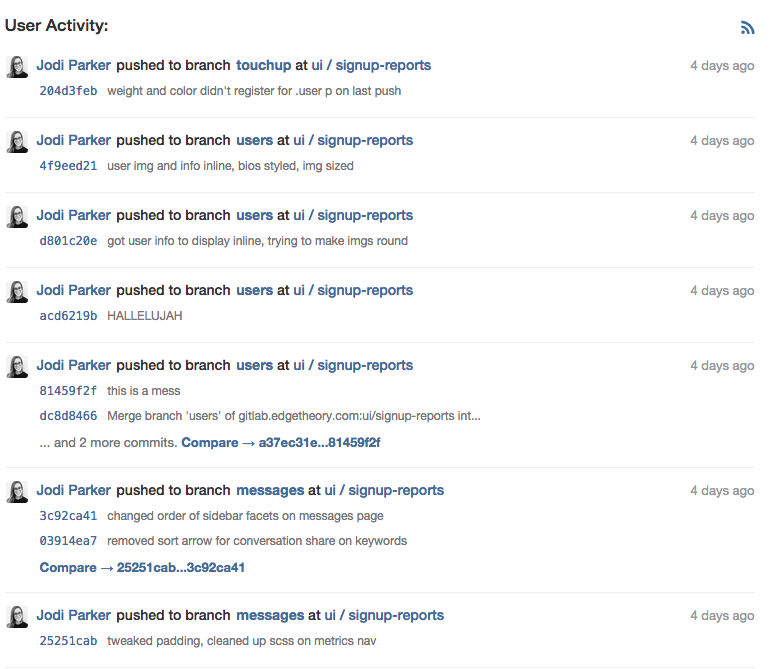 User Activity:
Jodi Parker pushed to branch touchup at ui / signup-reports 4 days ago
204d3feb weight and color didn't register for .user p on last push
Jodi Parker pushed to branch users at ui / signup-reports 4 days ago
4f9eed21 user img and info inline, bios styled, img sized
Jodi Parker pushed to branch users at ui / signup-reports 4 days ago
d801c20e got user info to display inline, trying to make imgs round
Jodi Parker pushed to branch users at ui / signup-reports 4 days ago
acd6219b HALLELUJAH
Jodi Parker pushed to branch users at ui / signup-reports 4 days ago
81459f2f this is a mess
dc8d8466 Merge branch 'users' of gitlab.edgetheory.com:ui/signup-reports int...
... and 2 more commits. Compare → a37ec31e...81459f2f
Jodi Parker pushed to branch messages at ui / signup-reports 4 days ago
3c92ca41 changed order of sidebar facets on messages page
03914ea7 removed sort arrow for conversation share on keywords
Compare → 25251cab...3c92ca41
Jodi Parker pushed to branch messages at ui / signup-reports 4 days ago
25251cab tweaked padding, cleaned up scss on metrics nav